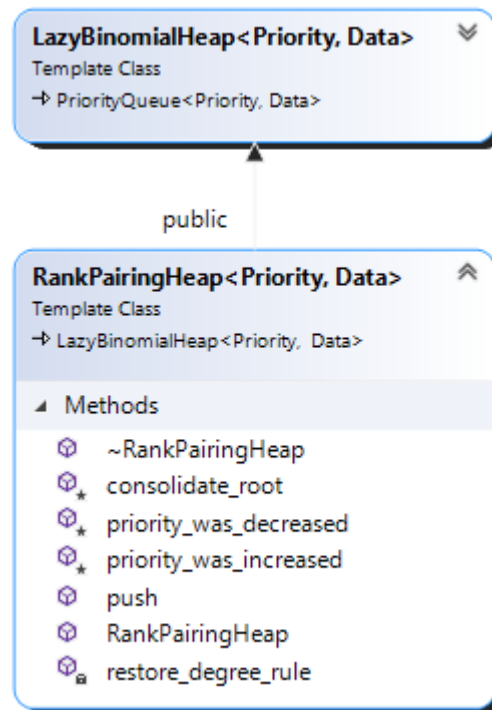 LazyBinomialHeap<Priority, Data>
Template Class
PriorityQueue<Priority, Data>
public
RankPairingHeap<Priority, Data>
Template Class
LazyBinomialHeap<Priority, Data>
Methods
~RankPairingHeap
consolidate_root
priority_was_decreased
priority_was_increased
push
RankPairingHeap
restore_degree_rule